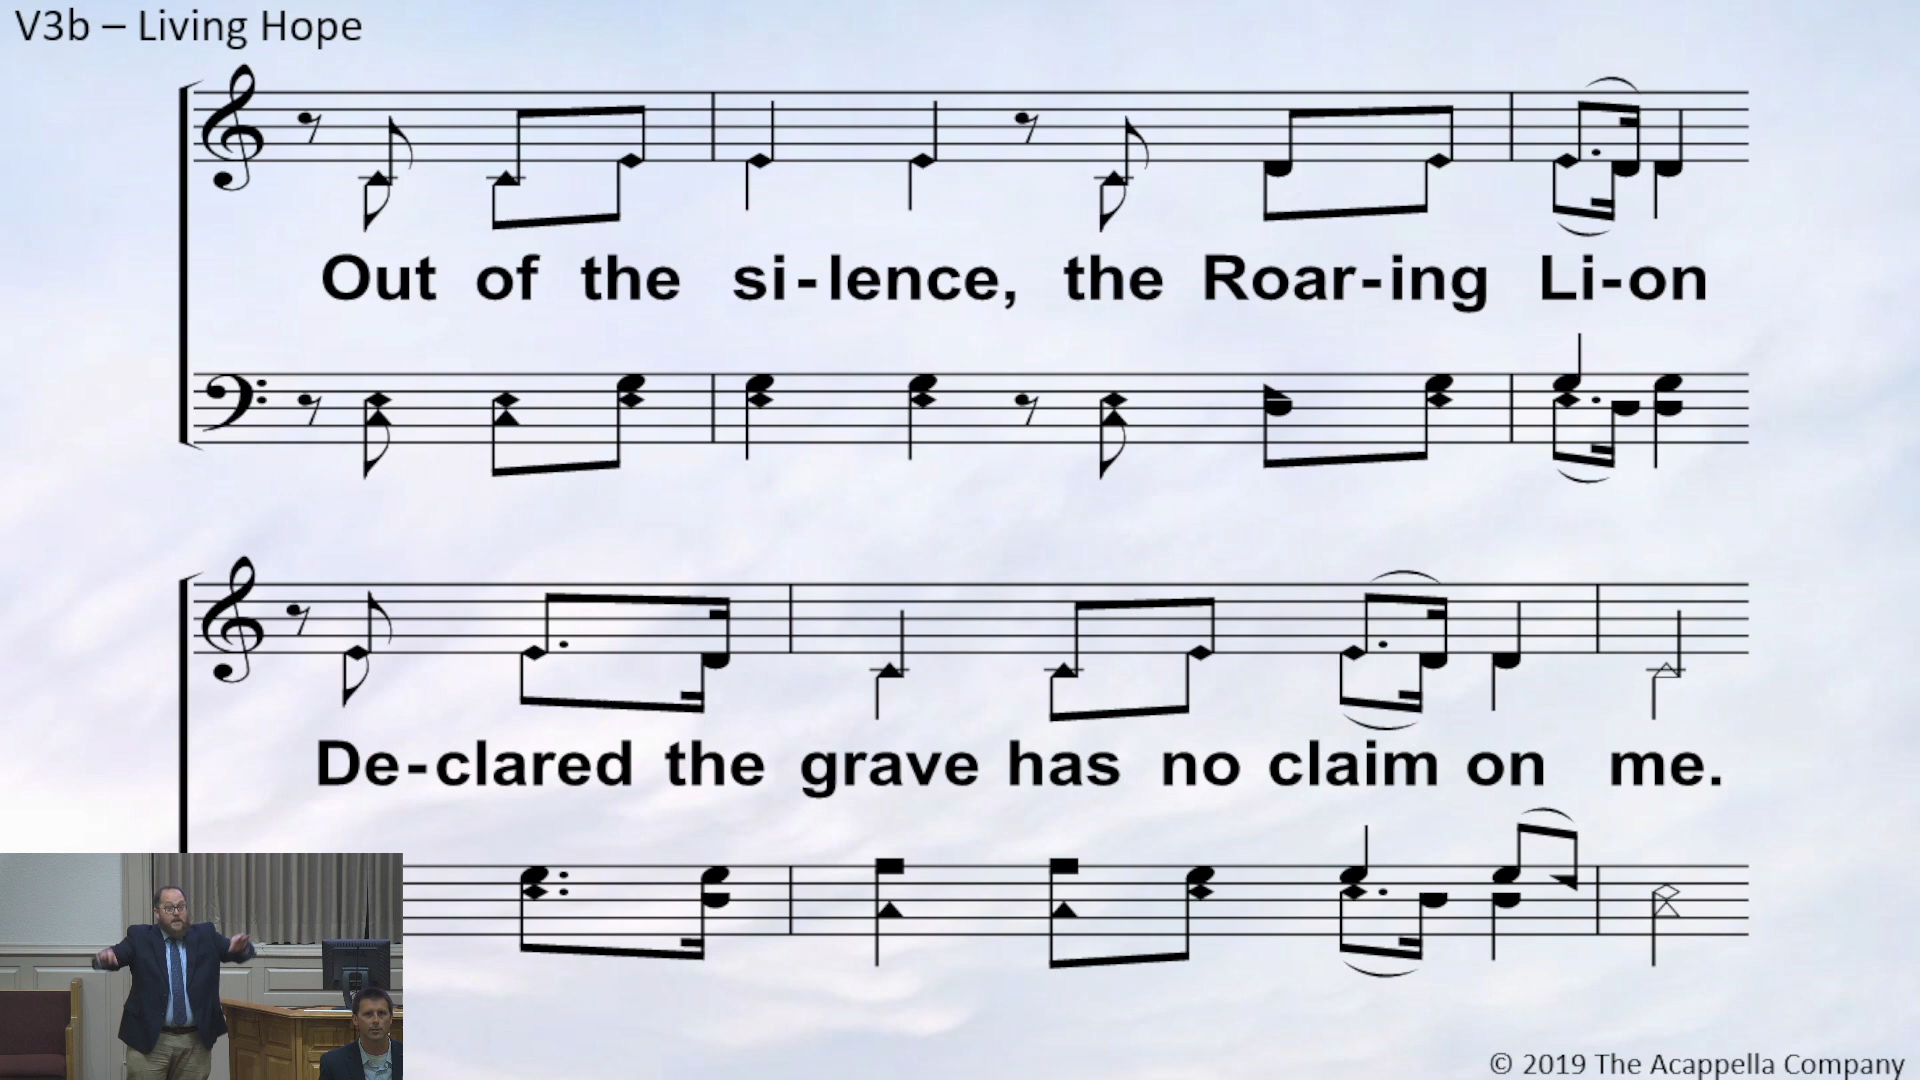 V3b – Living Hope
Out of the si-lence, the Roar-ing Li-on
De-clared the grave has no claim on me.
© 2019 The Acappella Company